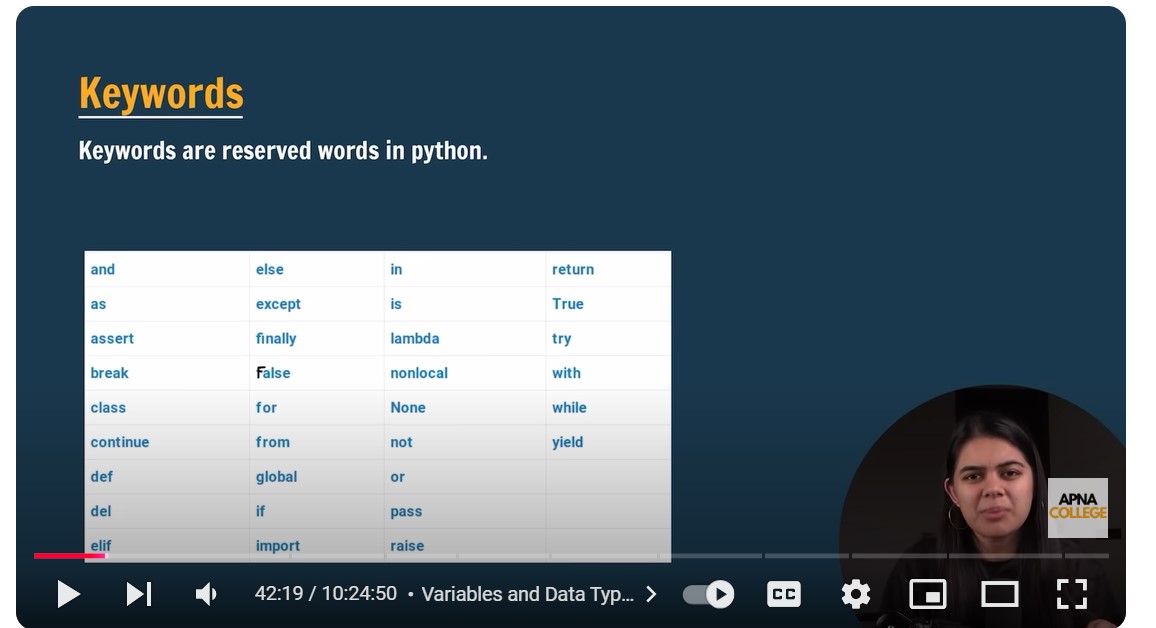 Keywords
Keywords are reserved words in python.
and else in return
as except is True
assert finally lambda try
break False nonlocal with
class for None while
continue from not yield
def global or
del if pass
elif import raise
APNA
COLLEGE
42:19 / 10:24:50 • Variables and Data Typ...
CC